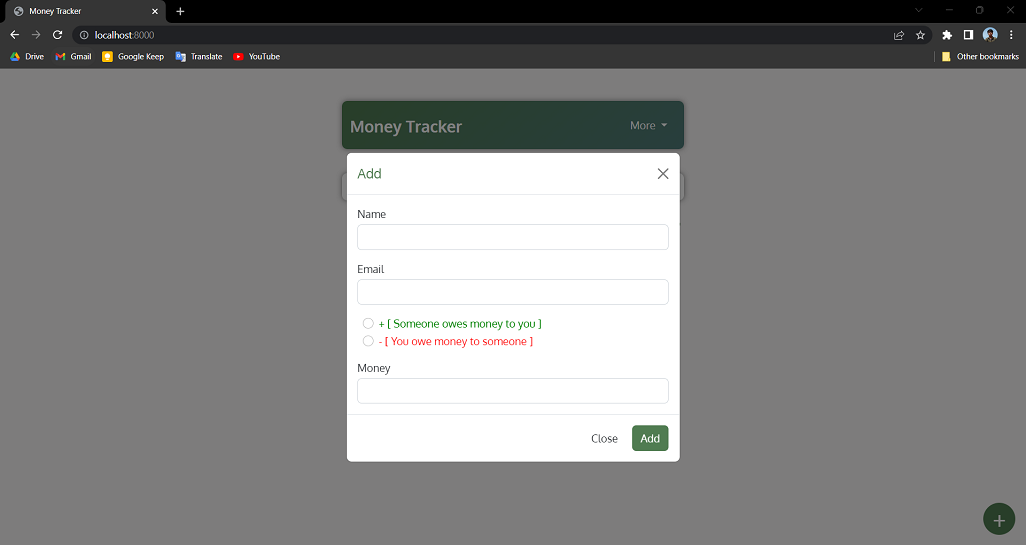 Money Tracker
localhost:8000
Drive Gmail Google Keep Translate YouTube Other bookmarks
Money Tracker More
Add
Name
Email
+ [ Someone owes money to you ]
- [ You owe money to someone ]
Money
Close Add